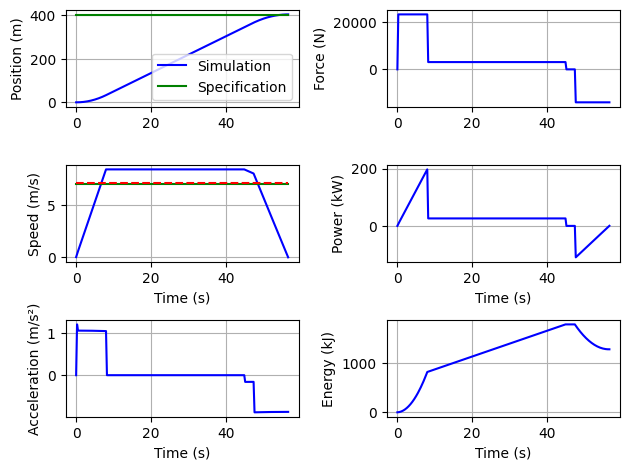 Position (m)
400
200
0
0 20 40
Simulation
Specification
Force (N)
20000
0
0 20 40
Speed (m/s)
5
0
0 20 40
Time (s)
Power (kW)
200
0
0 20 40
Time (s)
Acceleration (m/s²)
1
0
0 20 40
Time (s)
Energy (kJ)
1000
0
0 20 40
Time (s)